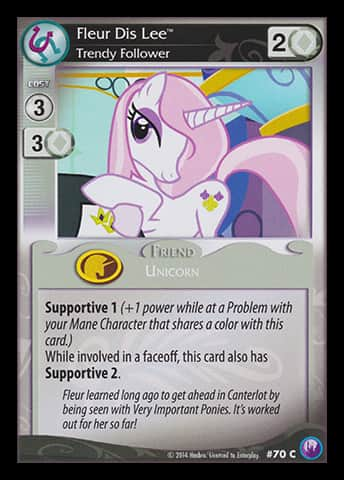 Fleur Dis Lee™
Trendy Follower
2
COST
3
3
FRIEND
UNICORN
Supportive 1 (+1 power while at a Problem with
your Mane Character that shares a color with this
card.)
While involved in a faceoff, this card also has
Supportive 2.
Fleur learned long ago to get ahead in Canterlot by
being seen with Very Important Ponies. It's worked
out for her so far!
© 2014 Hasbro. Licensed to Enterplay. #70 C